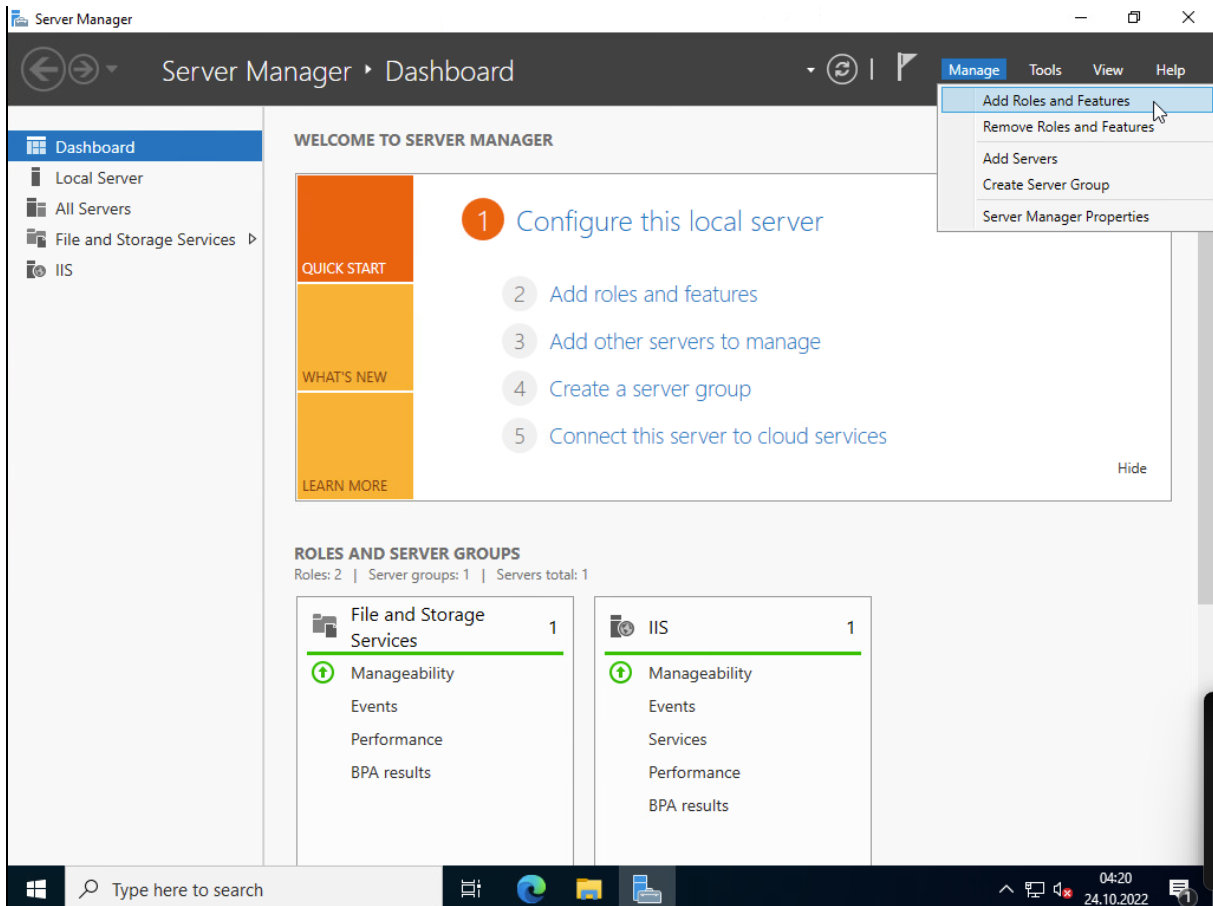 Server Manager
Server Manager ‣ Dashboard
Manage Tools View Help
Add Roles and Features
Remove Roles and Features
Add Servers
Create Server Group
Server Manager Properties
Dashboard
Local Server
All Servers
File and Storage Services
IIS
WELCOME TO SERVER MANAGER
QUICK START
WHAT'S NEW
LEARN MORE
1 Configure this local server
2 Add roles and features
3 Add other servers to manage
4 Create a server group
5 Connect this server to cloud services
Hide
ROLES AND SERVER GROUPS
Roles: 2 | Server groups: 1 | Servers total: 1
File and Storage
Services 1
Manageability
Events
Performance
BPA results
IIS 1
Manageability
Events
Services
Performance
BPA results
Type here to search
04:20
24.10.2022
1